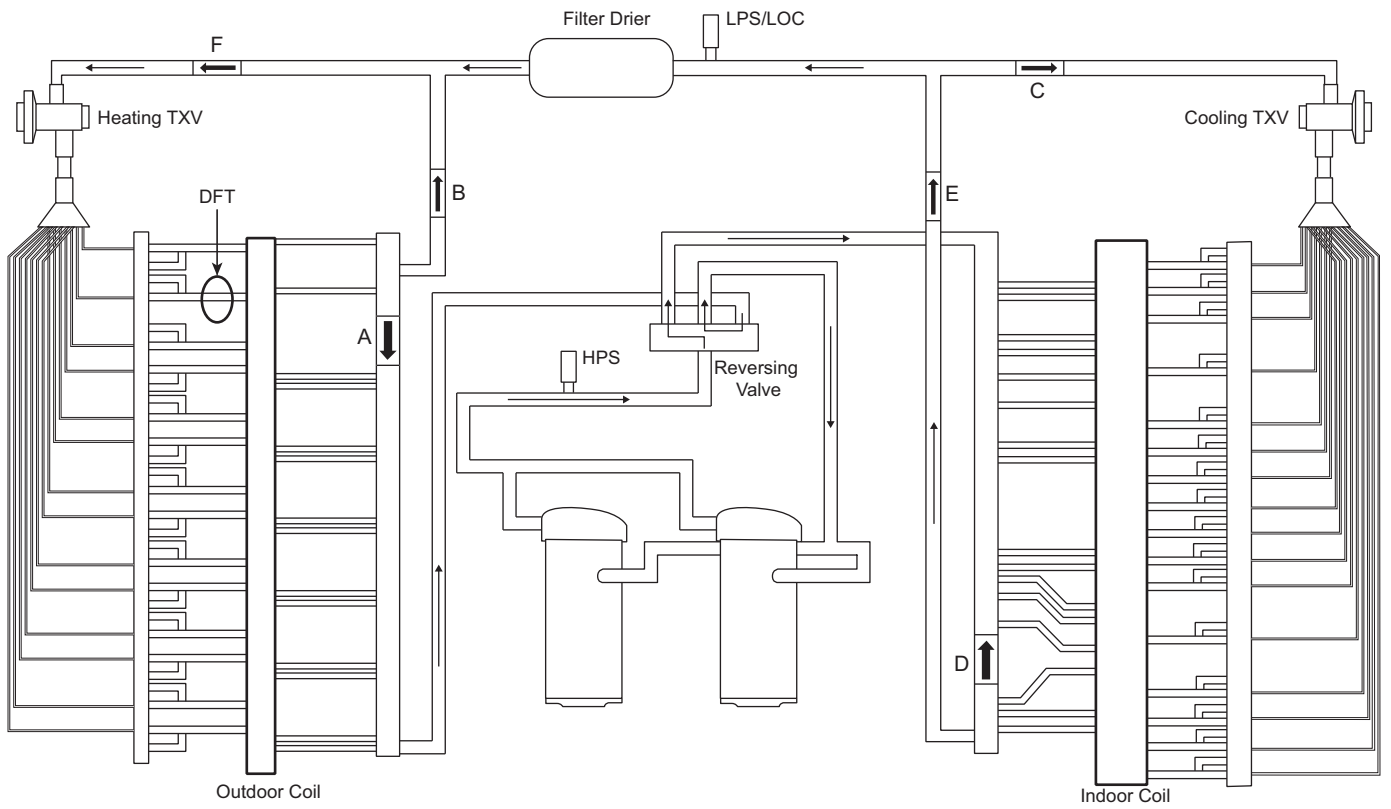 Filter Drier
LPS/LOC
F
C
Heating TXV
Cooling TXV
DFT
B
E
A
HPS
Reversing
Valve
D
Outdoor Coil
Indoor Coil